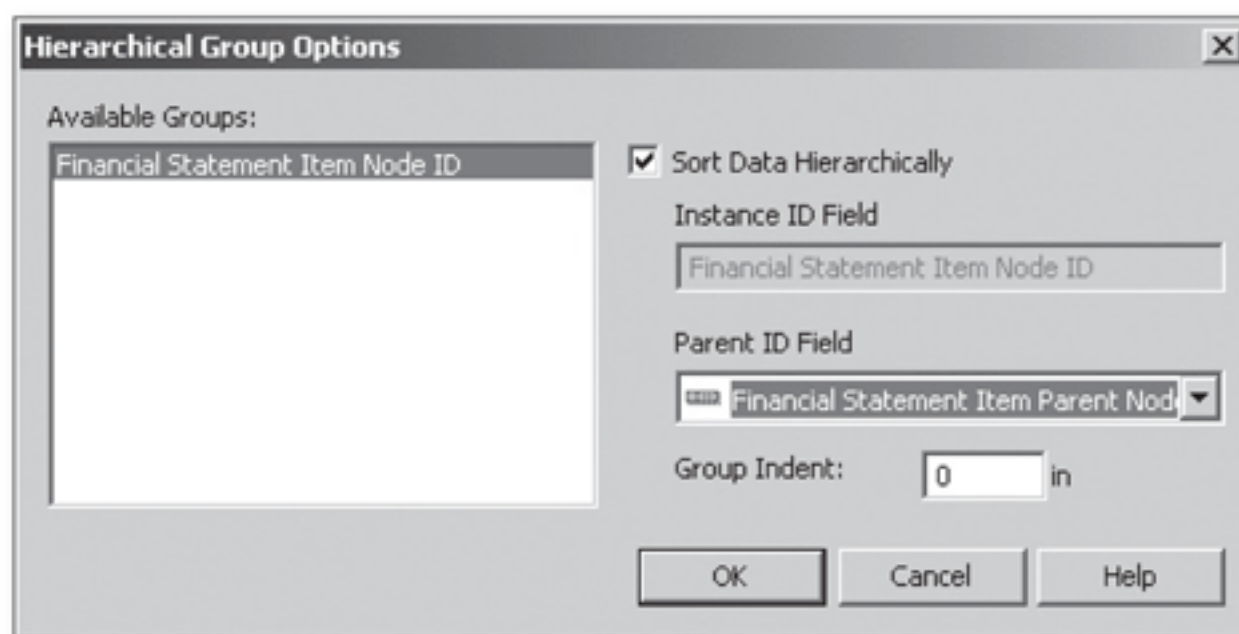 Hierarchical Group Options
Available Groups:
Financial Statement Item Node ID
Sort Data Hierarchically
Instance ID Field
Financial Statement Item Node ID
Parent ID Field
Financial Statement Item Parent Node
Group Indent:
0 in
OK Cancel Help